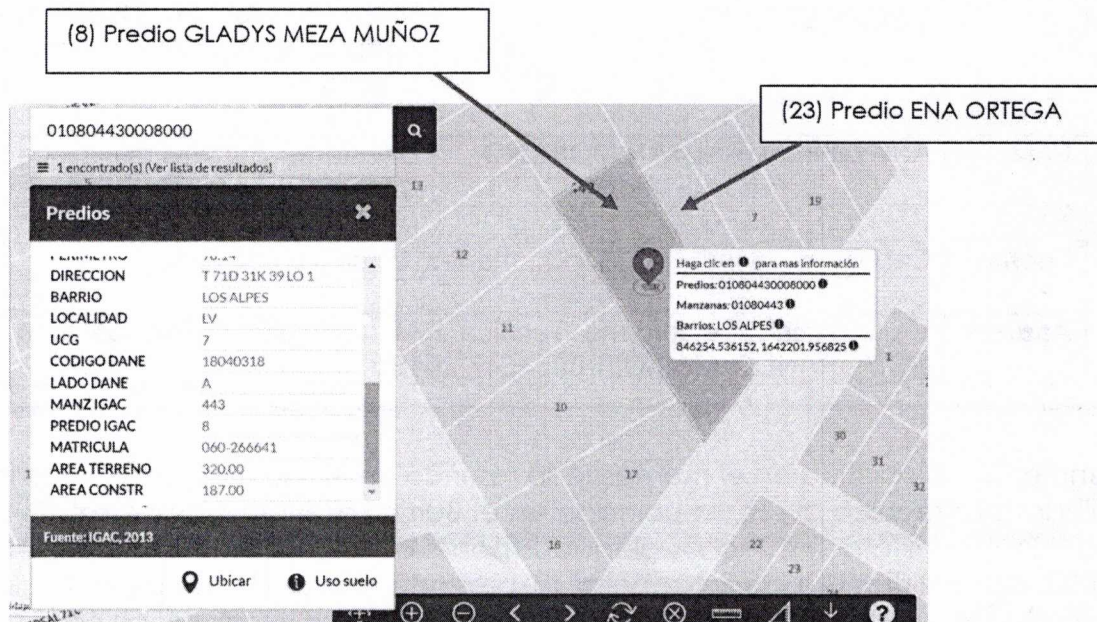 (8) Predio GLADYS MEZA MUÑOZ
(23) Predio ENA ORTEGA
010804430008000
1 encontrado(s) (Ver lista de resultados)
Predios
PERIMETRO 78.14
DIRECCION T 71D 31K 39 LO 1
BARRIO LOS ALPES
LOCALIDAD LV
UCG 7
CODIGO DANE 18040318
LADO DANE A
MANZ IGAC 443
PREDIO IGAC 8
MATRICULA 060-266641
AREA TERRENO 320.00
AREA CONSTR 187.00
Fuente: IGAC, 2013
Ubicar
Uso suelo
Haga clic en para mas información
Predios: 010804430008000
Manzanas: 01080443
Barrios: LOS ALPES
846254.536152, 1642201.956825
13
12
11
10
17
16
7
19
1
30
31
32
22
23